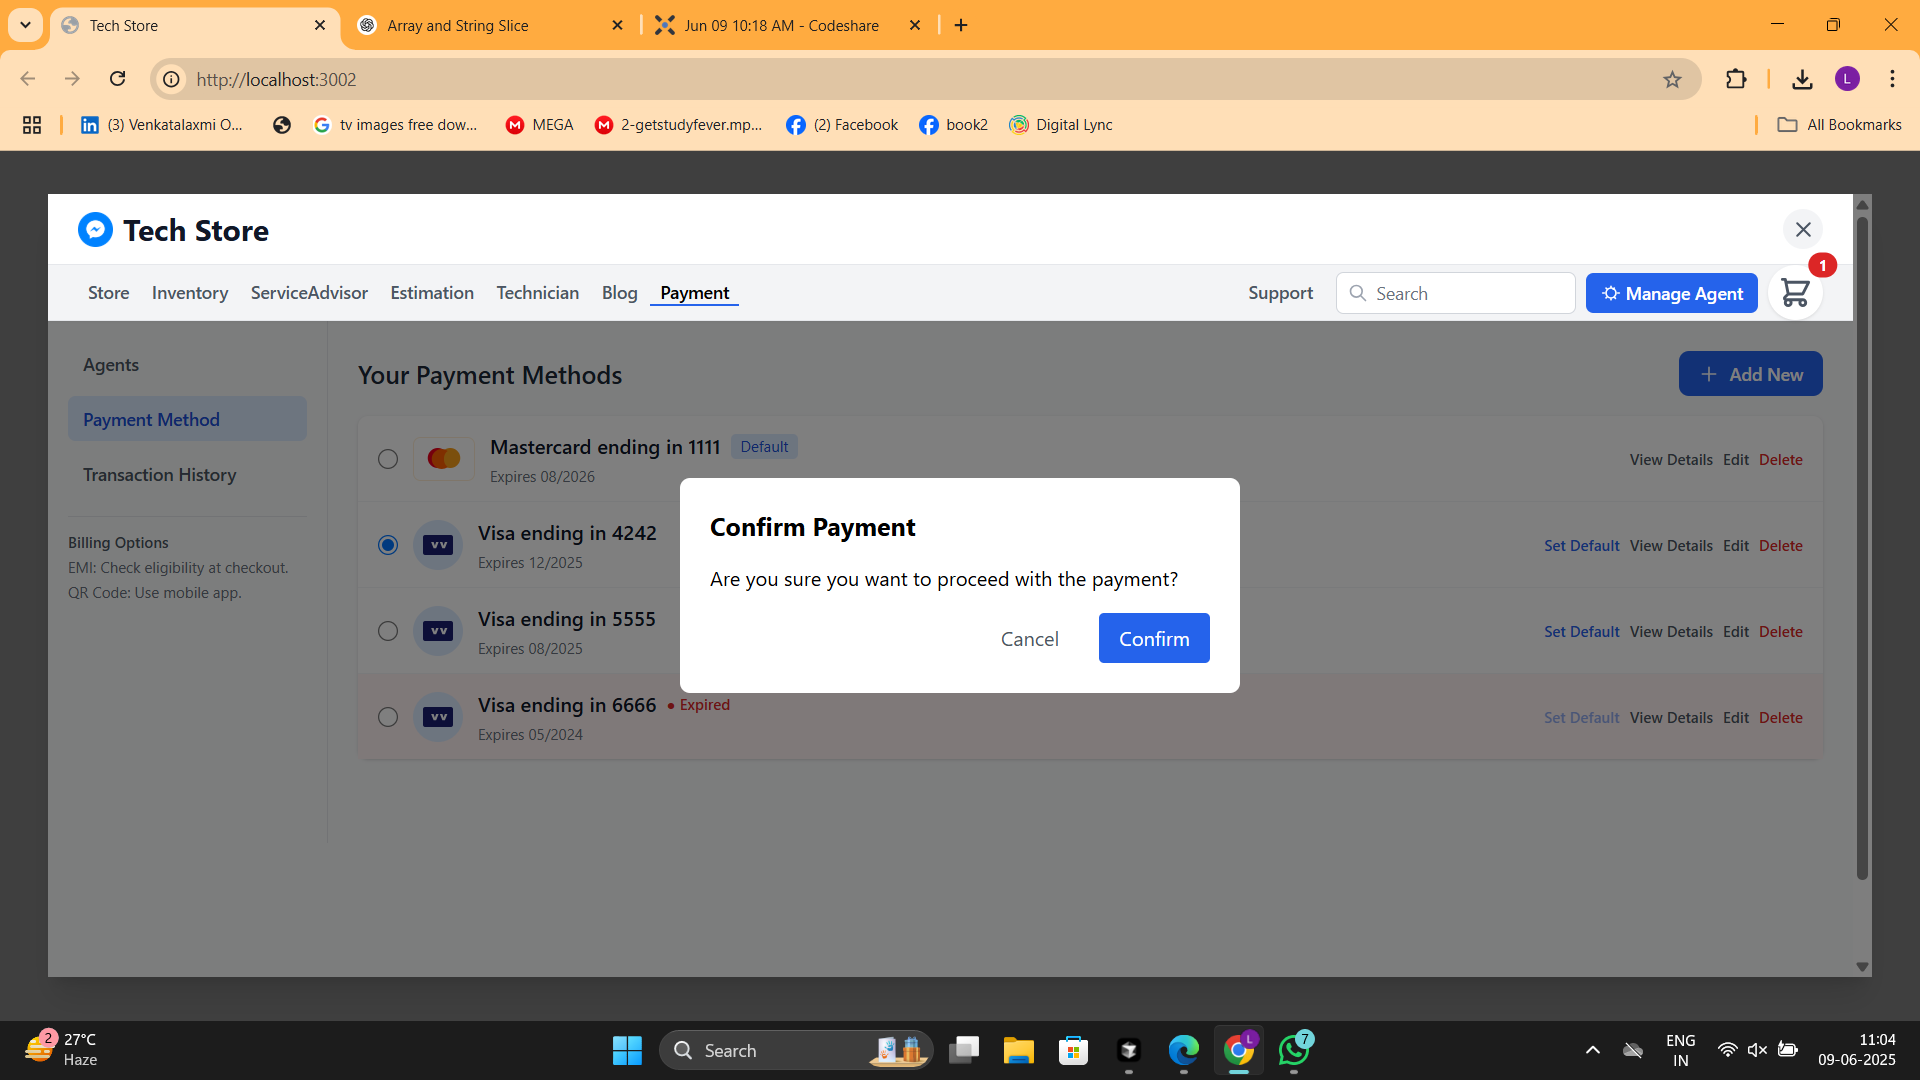 Tech Store
Array and String Slice
Jun 09 10:18 AM - Codeshare
http://localhost:3002
L
(3) Venkatalaxmi O...
tv images free dow...
MEGA
2-getstudyfever.mp...
(2) Facebook
book2
Digital Lync
All Bookmarks
Tech Store
1
Store Inventory ServiceAdvisor Estimation Technician Blog Payment Support Search Manage Agent
Agents
Payment Method
Transaction History
Billing Options
EMI: Check eligibility at checkout.
QR Code: Use mobile app.
Your Payment Methods
Add New
Mastercard ending in 1111 Default
Expires 08/2026
View Details Edit Delete
Visa ending in 4242
Expires 12/2025
Set Default View Details Edit Delete
Visa ending in 5555
Expires 08/2025
Set Default View Details Edit Delete
Visa ending in 6666 • Expired
Expires 05/2024
Set Default View Details Edit Delete
Confirm Payment
Are you sure you want to proceed with the payment?
Cancel Confirm
2
27°C
Haze
Search
L
7
ENG
IN
11:04
09-06-2025